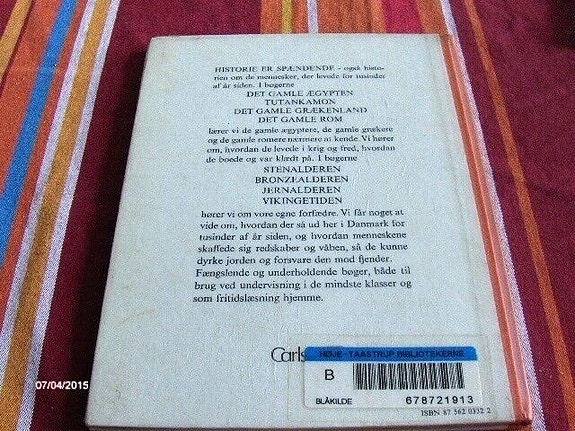 HISTORIE ER SPÆNDENDE - også histo-
rien om de mennesker, der levede for tusinder
af år siden. I bøgerne
DET GAMLE ÆGYPTEN
TUTANKAMON
DET GAMLE GRÆKENLAND
DET GAMLE ROM
lærer vi de gamle ægyptere, de gamle grækere
og de gamle romere nærmere at kende. Vi hører
om, hvordan de levede i krig og fred, hvordan
de boede og var klædt på. I bøgerne
STENALDEREN
BRONZEALDEREN
JERNALDEREN
VIKINGETIDEN
hører vi om vore egne forfædre. Vi får noget at
vide om, hvordan der så ud her i Danmark for
tusinder af år siden, og hvordan menneskene
skaffede sig redskaber og våben, så de kunne
dyrke jorden og forsvare den mod fjender.
Fængslende og underholdende bøger, både til
brug ved undervisning i de mindste klasser og
som fritidslæsning hjemme.
Carls
HØJE-TAASTRUP BIBLIOTEKERNE
B
BLÅKILDE 678721913
ISBN 87 562 0332 2
07/04/2015